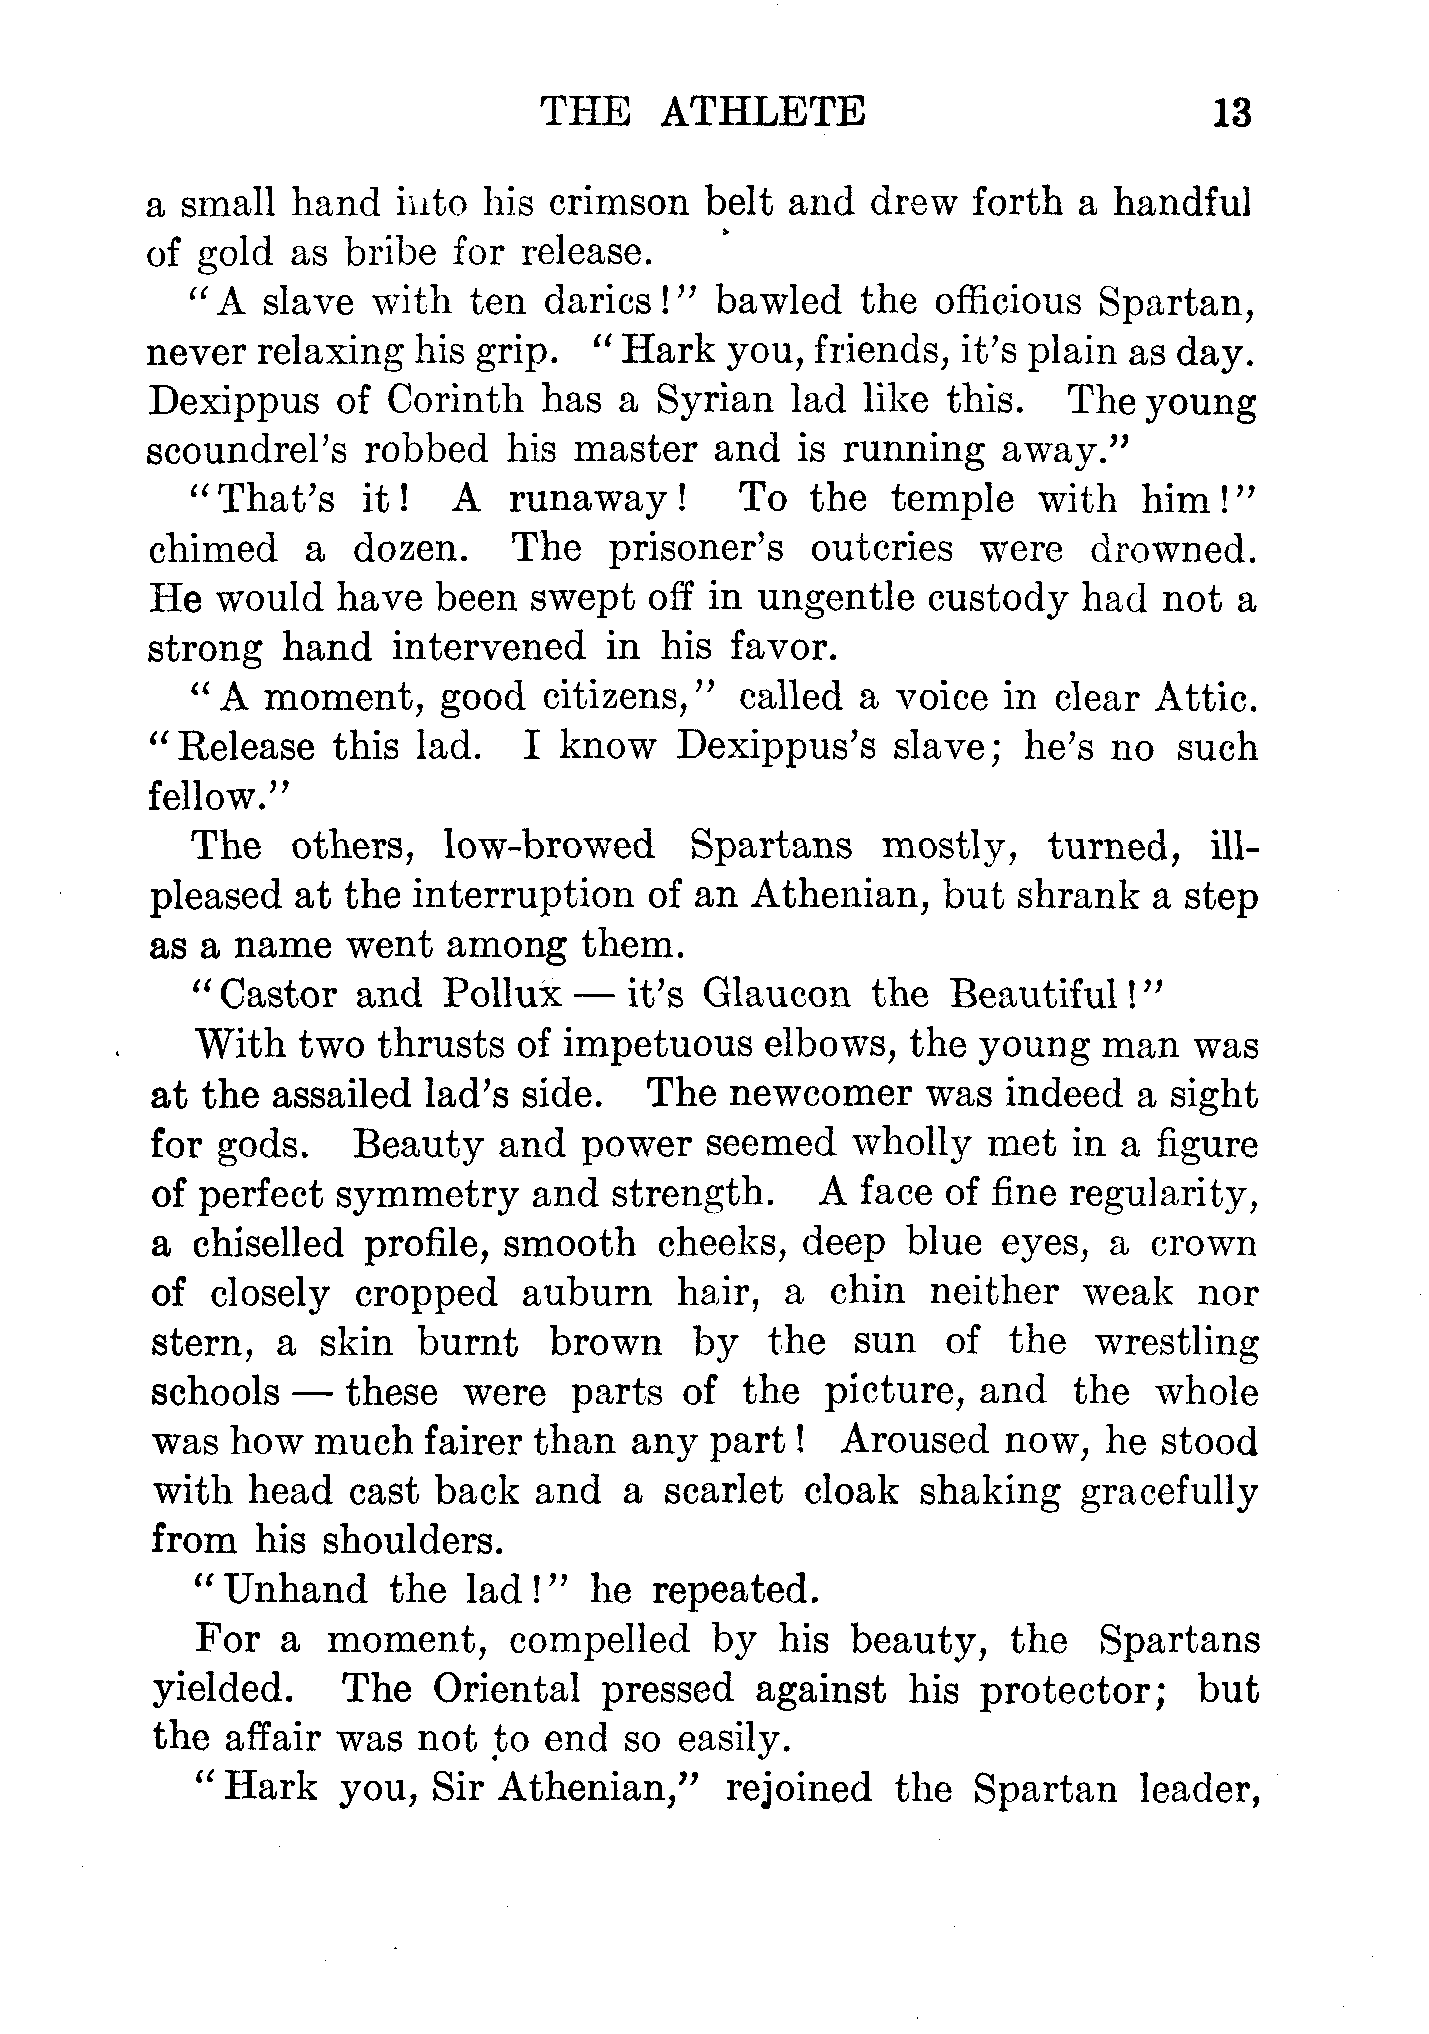 THE ATHLETE 13
a small hand into his crimson belt and drew forth a handful
of gold as bribe for release.
"A slave with ten darics!" bawled the officious Spartan,
never relaxing his grip. "Hark you, friends, it's plain as day.
Dexippus of Corinth has a Syrian lad like this. The young
scoundrel's robbed his master and is running away."
"That's it! A runaway! To the temple with him!"
chimed a dozen. The prisoner's outcries were drowned.
He would have been swept off in ungentle custody had not a
strong hand intervened in his favor.
"A moment, good citizens," called a voice in clear Attic.
"Release this lad. I know Dexippus's slave; he's no such
fellow."
The others, low-browed Spartans mostly, turned, ill-
pleased at the interruption of an Athenian, but shrank a step
as a name went among them.
"Castor and Pollux — it's Glaucon the Beautiful!"
With two thrusts of impetuous elbows, the young man was
at the assailed lad's side. The newcomer was indeed a sight
for gods. Beauty and power seemed wholly met in a figure
of perfect symmetry and strength. A face of fine regularity,
a chiselled profile, smooth cheeks, deep blue eyes, a crown
of closely cropped auburn hair, a chin neither weak nor
stern, a skin burnt brown by the sun of the wrestling
schools — these were parts of the picture, and the whole
was how much fairer than any part! Aroused now, he stood
with head cast back and a scarlet cloak shaking gracefully
from his shoulders.
"Unhand the lad!" he repeated.
For a moment, compelled by his beauty, the Spartans
yielded. The Oriental pressed against his protector; but
the affair was not to end so easily.
"Hark you, Sir Athenian," rejoined the Spartan leader,